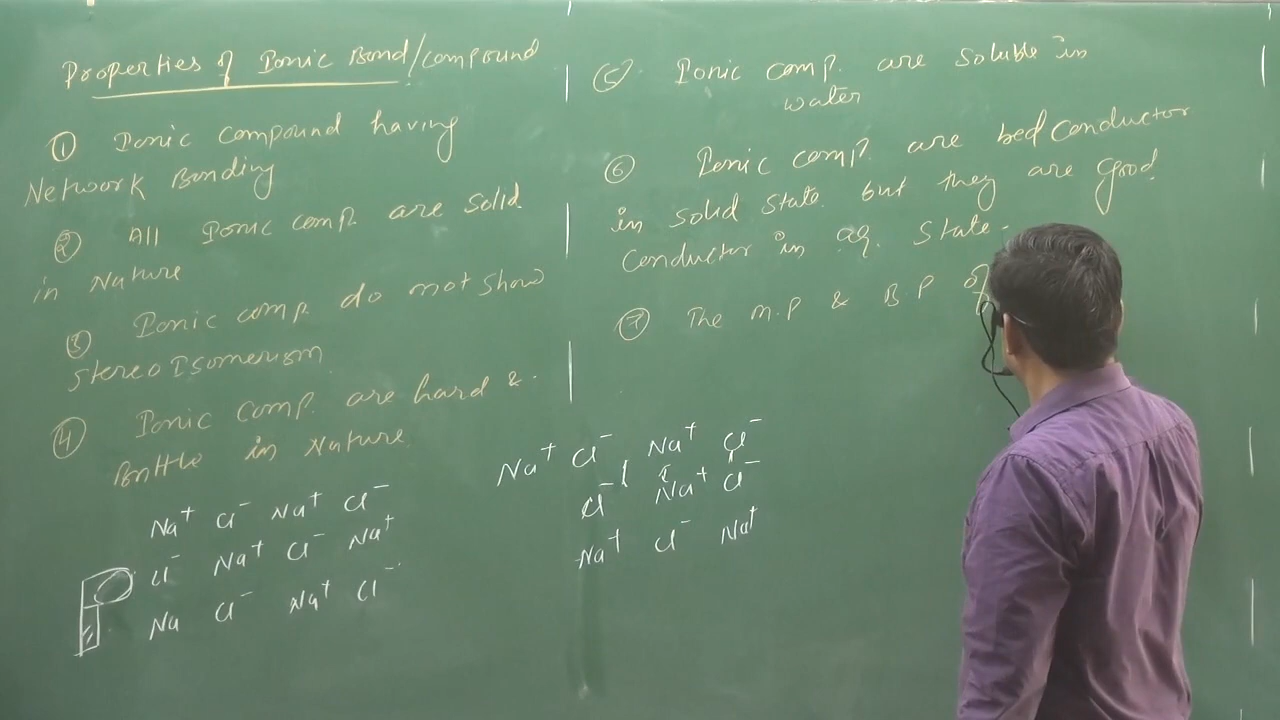 Properties of Ionic Bond/compound
① Ionic compound having
Network Bonding
② All Ionic comp. are solid
in Nature
③ Ionic comp. do not show
stereo Isomerism
④ Ionic comp. are hard &
Brittle in Nature
Na⁺ Cl⁻ Na⁺ Cl⁻
Cl⁻ Na⁺ Cl⁻ Na⁺
Na Cl⁻ Na⁺ Cl⁻
⑤ Ionic comp. are soluble in
water
⑥ Ionic comp. are bed Conductor
in solid state but they are good
Conductor in aq. state.
⑦ The M.P & B.P of
Na⁺ Cl⁻ Na⁺ Cl⁻
Cl⁻ Na⁺ Cl⁻
Na⁺ Cl⁻ Na⁺